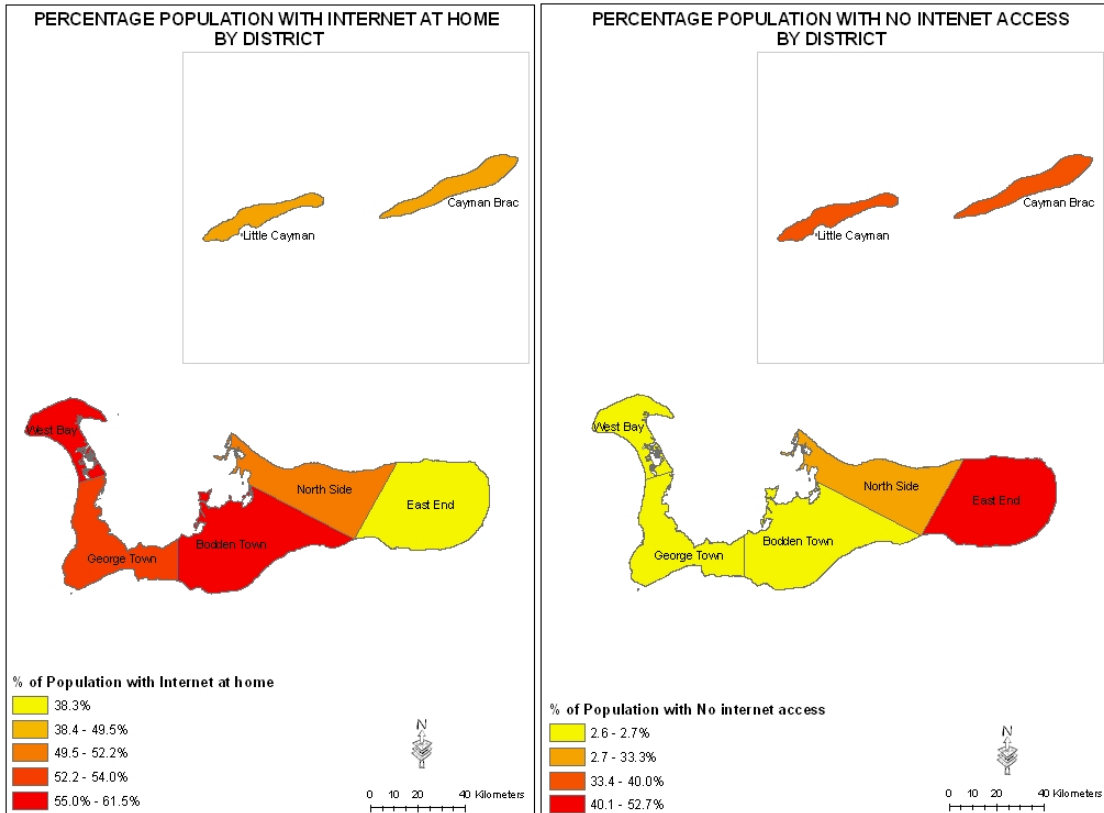 PERCENTAGE POPULATION WITH INTERNET AT HOME
BY DISTRICT
Cayman Brac
Little Cayman
West Bay
North Side
East End
Bodden Town
George Town
% of Population with Internet at home
38.3%
38.4 - 49.5%
49.5 - 52.2%
52.2 - 54.0%
55.0% - 61.5%
N
0 10 20 40 Kilometers
PERCENTAGE POPULATION WITH NO INTENET ACCESS
BY DISTRICT
Cayman Brac
Little Cayman
West Bay
North Side
East End
Bodden Town
George Town
% of Population with No internet access
2.6 - 2.7%
2.7 - 33.3%
33.4 - 40.0%
40.1 - 52.7%
N
0 10 20 40 Kilometers